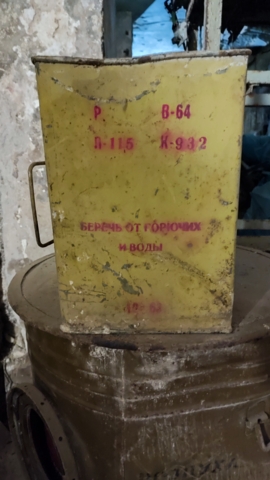 Р    В-64
П-115 К-932
БЕРЕЧЬ ОТ ГОРЮЧИХ
И ВОДЫ